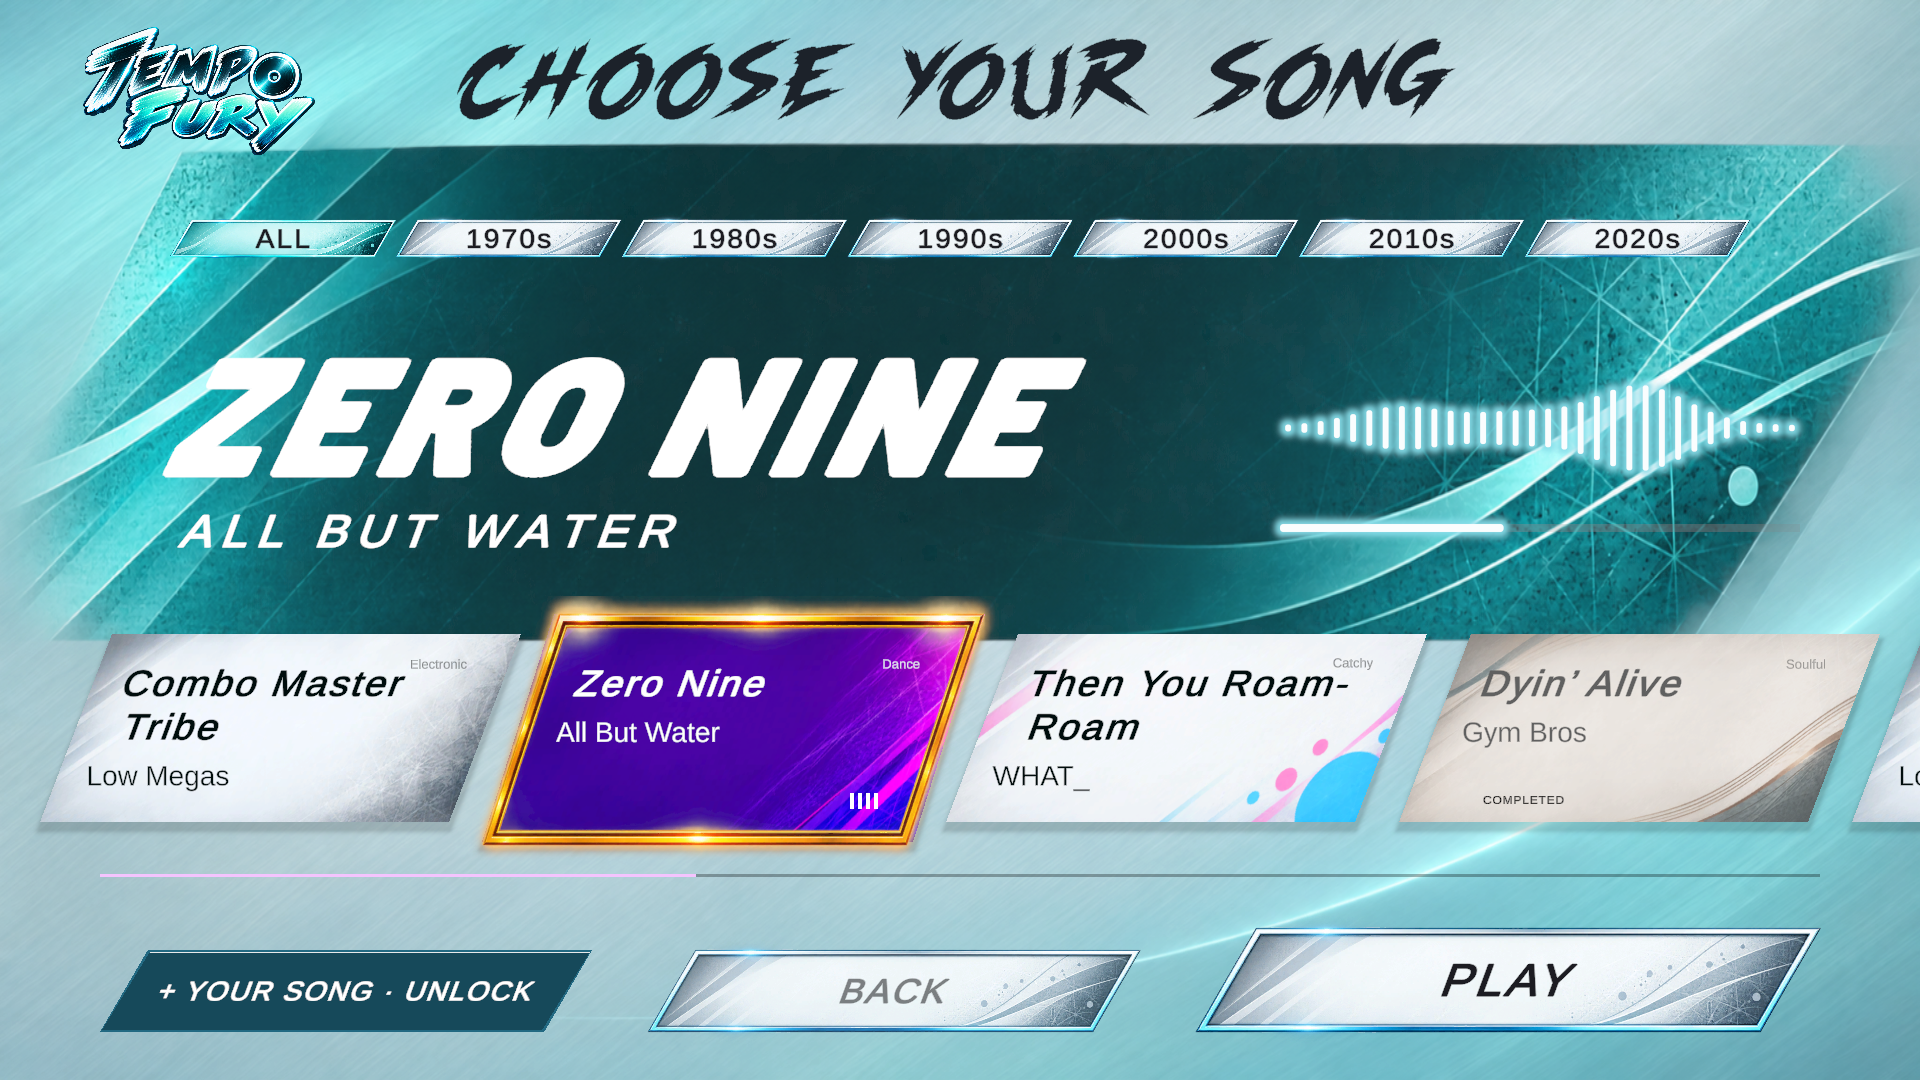 TEMPO
FURY
CHOOSE YOUR SONG
ALL
1970s
1980s
1990s
2000s
2010s
2020s
ZERO NINE
ALL BUT WATER
Electronic
Combo Master
Tribe
Low Megas
Dance
Zero Nine
All But Water
Catchy
Then You Roam-
Roam
WHAT_
Soulful
Dyin’ Alive
Gym Bros
COMPLETED
+ YOUR SONG · UNLOCK
BACK
PLAY